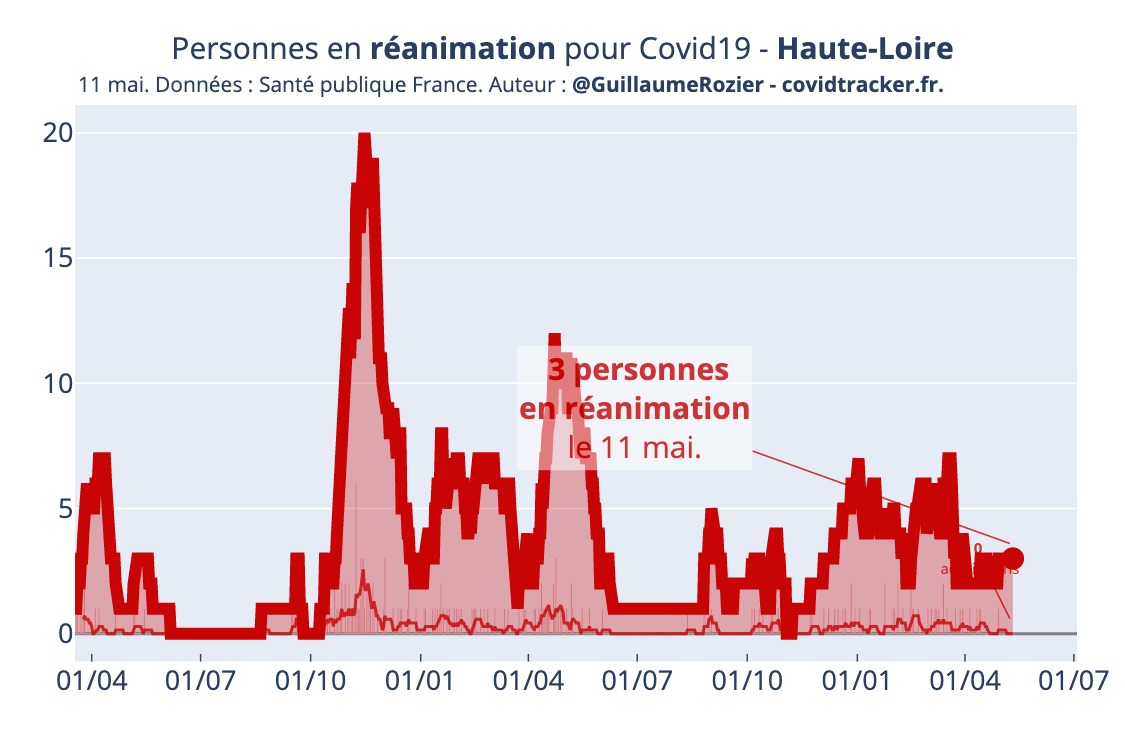 Personnes en réanimation pour Covid19 - Haute-Loire
11 mai. Données : Santé publique France. Auteur : @GuillaumeRozier - covidtracker.fr.
20
15
10
5
0
3 personnes
en réanimation
le 11 mai.
0
01/04 01/07 01/10 01/01 01/04 01/07 01/10 01/01 01/04 01/07